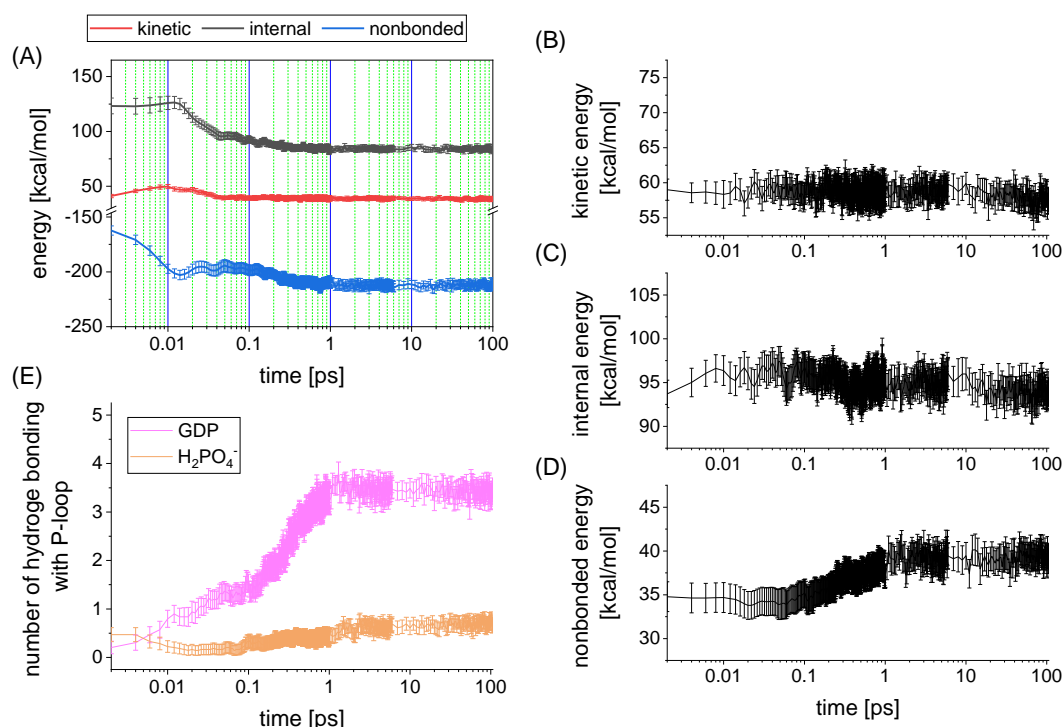 kinetic internal nonbonded
(A)
energy [kcal/mol]
150
100
50
-150
-200
-250
0.01 0.1 1 10 100
time [ps]
(B)
kinetic energy
[kcal/mol]
75
70
65
60
55
0.01 0.1 1 10 100
(C)
internal energy
[kcal/mol]
105
100
95
90
0.01 0.1 1 10 100
(D)
nonbonded energy
[kcal/mol]
45
40
35
30
0.01 0.1 1 10 100
time [ps]
(E)
number of hydroge bonding
with P-loop
5
4
3
2
1
0
GDP
H₂PO₄⁻
0.01 0.1 1 10 100
time [ps]